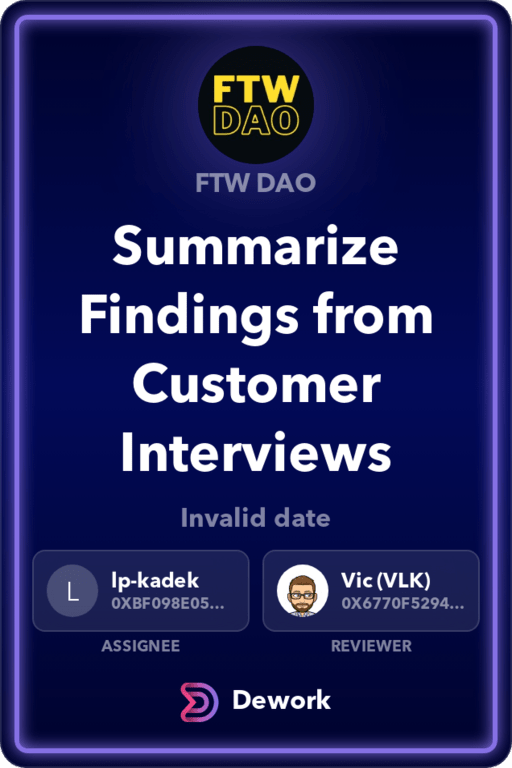 FTW
DAO
FTW DAO
Summarize
Findings from
Customer
Interviews
Invalid date
L
lp-kadek
0XBF098E05...
ASSIGNEE
Vic (VLK)
0X6770F5294...
REVIEWER
Dework